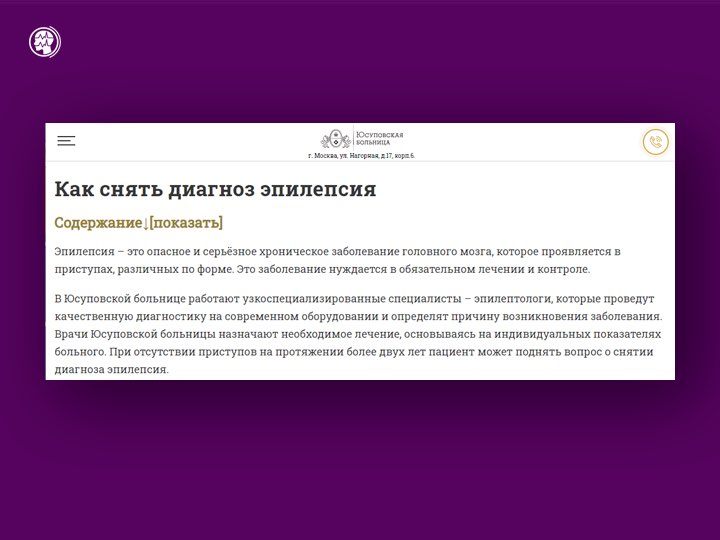 Юсуповская
больница
г. Москва, ул. Нагорная, д.17, корп.6.
Как снять диагноз эпилепсия
Содержание↓[показать]
Эпилепсия – это опасное и серьёзное хроническое заболевание головного мозга, которое проявляется в
приступах, различных по форме. Это заболевание нуждается в обязательном лечении и контроле.
В Юсуповской больнице работают узкоспециализированные специалисты – эпилептологи, которые проведут
качественную диагностику на современном оборудовании и определят причину возникновения заболевания.
Врачи Юсуповской больницы назначают необходимое лечение, основываясь на индивидуальных показателях
больного. При отсутствии приступов на протяжении более двух лет пациент может поднять вопрос о снятии
диагноза эпилепсия.